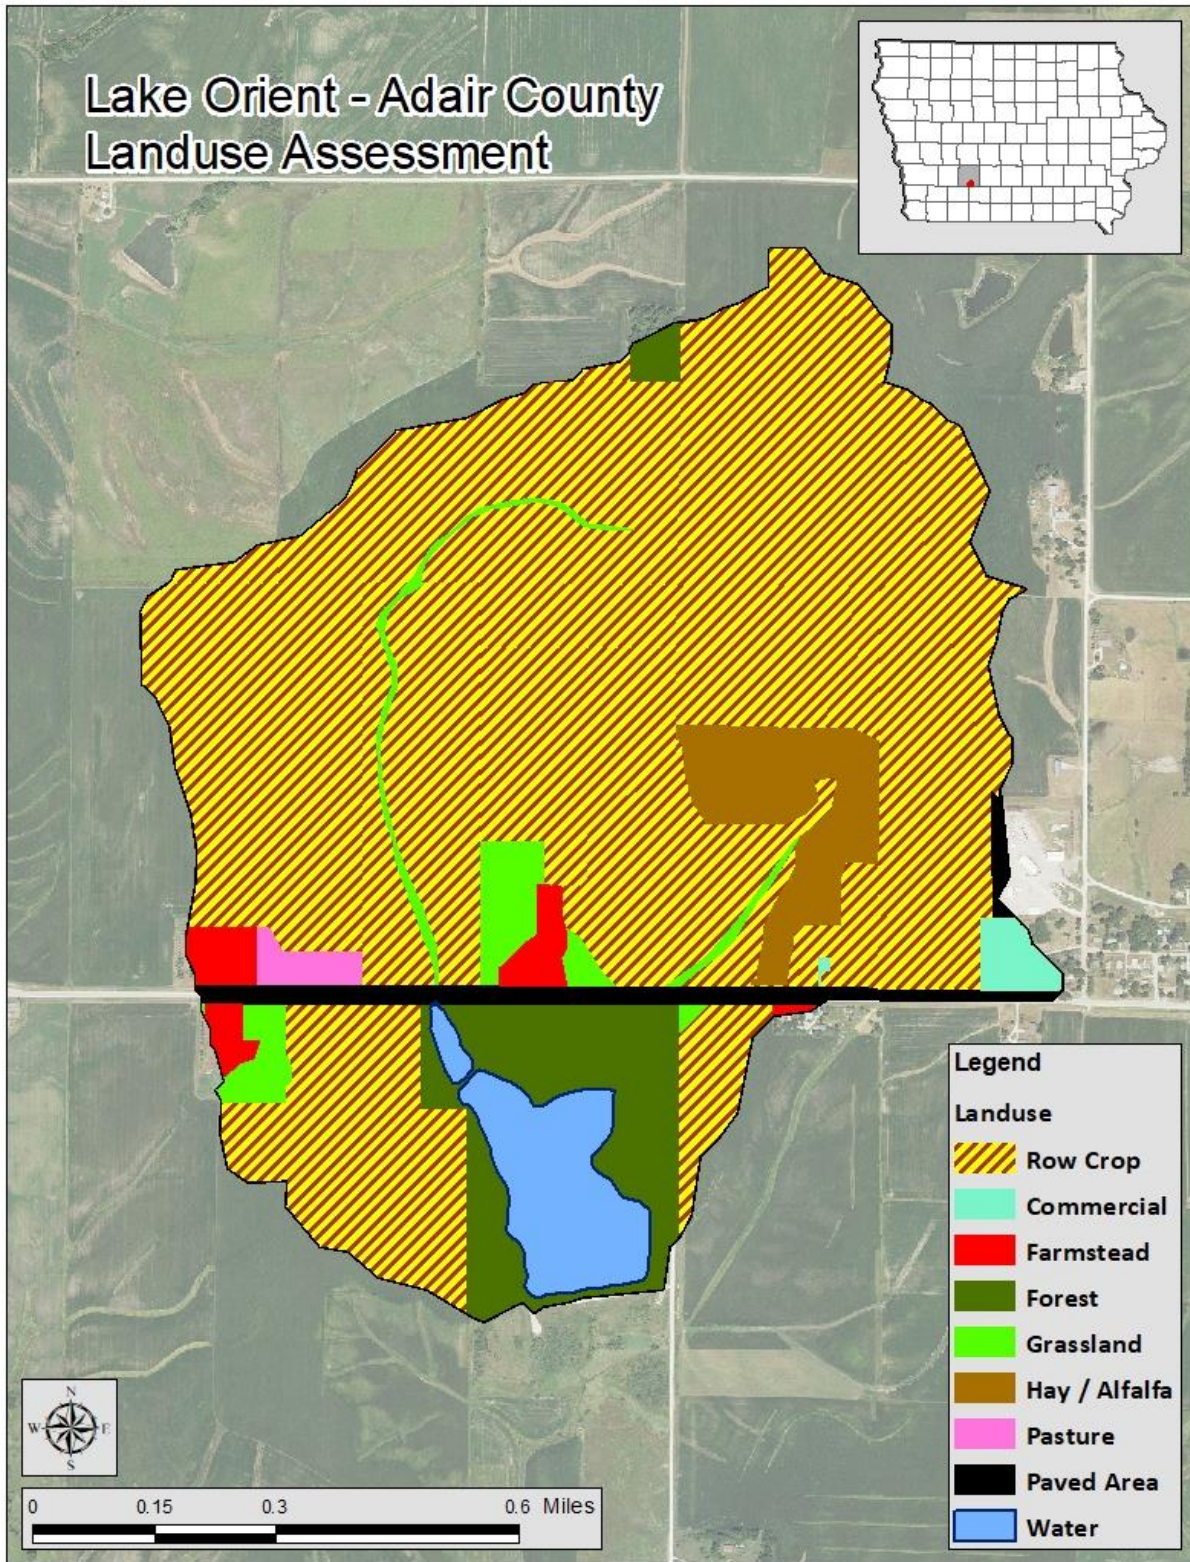 Lake Orient - Adair County
Landuse Assessment
Legend
Landuse
Row Crop
Commercial
Farmstead
Forest
Grassland
Hay / Alfalfa
Pasture
Paved Area
Water
N
W E
S
0 0.15 0.3 0.6 Miles